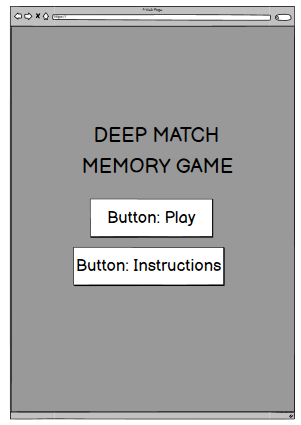 A Web Page
https://
DEEP MATCH
MEMORY GAME
Button: Play
Button: Instructions